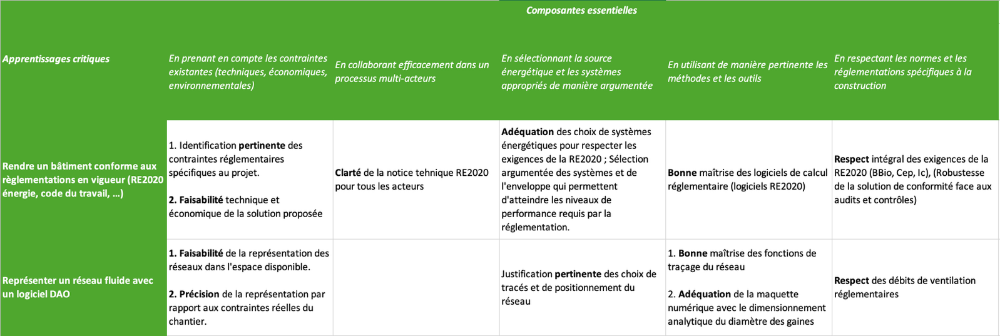 Composantes essentielles
Apprentissages critiques
En prenant en compte les contraintes
existantes (techniques, économiques,
environnementales)
En collaborant efficacement dans un
processus multi-acteurs
En sélectionnant la source
énergétique et les systèmes
appropriés de manière argumentée
En utilisant de manière pertinente les
méthodes et les outils
En respectant les normes et les
réglementations spécifiques à la
construction
Rendre un bâtiment conforme aux
règlementations en vigueur (RE2020
énergie, code du travail, ...)
1. Identification pertinente des
contraintes réglementaires
spécifiques au projet.
2. Faisabilité technique et
économique de la solution proposée
Clarté de la notice tehnique RE2020
pour tous les acteurs
Adéquation des choix de systèmes
énergétiques pour respecter les
exigences de la RE2020 ; Sélection
argumentée des systèmes et de
l'enveloppe qui permettent
d'atteindre les niveaux de
performance requis par la
réglementation.
Bonne maîtrise des logiciels de calcul
réglementaire (logiciels RE2020)
Respect intégral des exigences de la
RE2020 (BBio, Cep, Ic), (Robustesse
de la solution de conformité face aux
audits et contrôles)
Représenter un réseau fluide avec
un logiciel DAO
1. Faisabilité de la représentation des
réseaux dans l'espace disponible.
2. Précision de la représentation par
rapport aux contraintes réelles du
chantier.
Justification pertinente des choix de
tracés et de positionnement du
réseau
1. Bonne maîtrise des fonctions de
traçage du réseau
2. Adéquation de la maquette
numérique avec le dimensionnement
analytique du diamètre des gaines
Respect des débits de ventilation
réglementaires